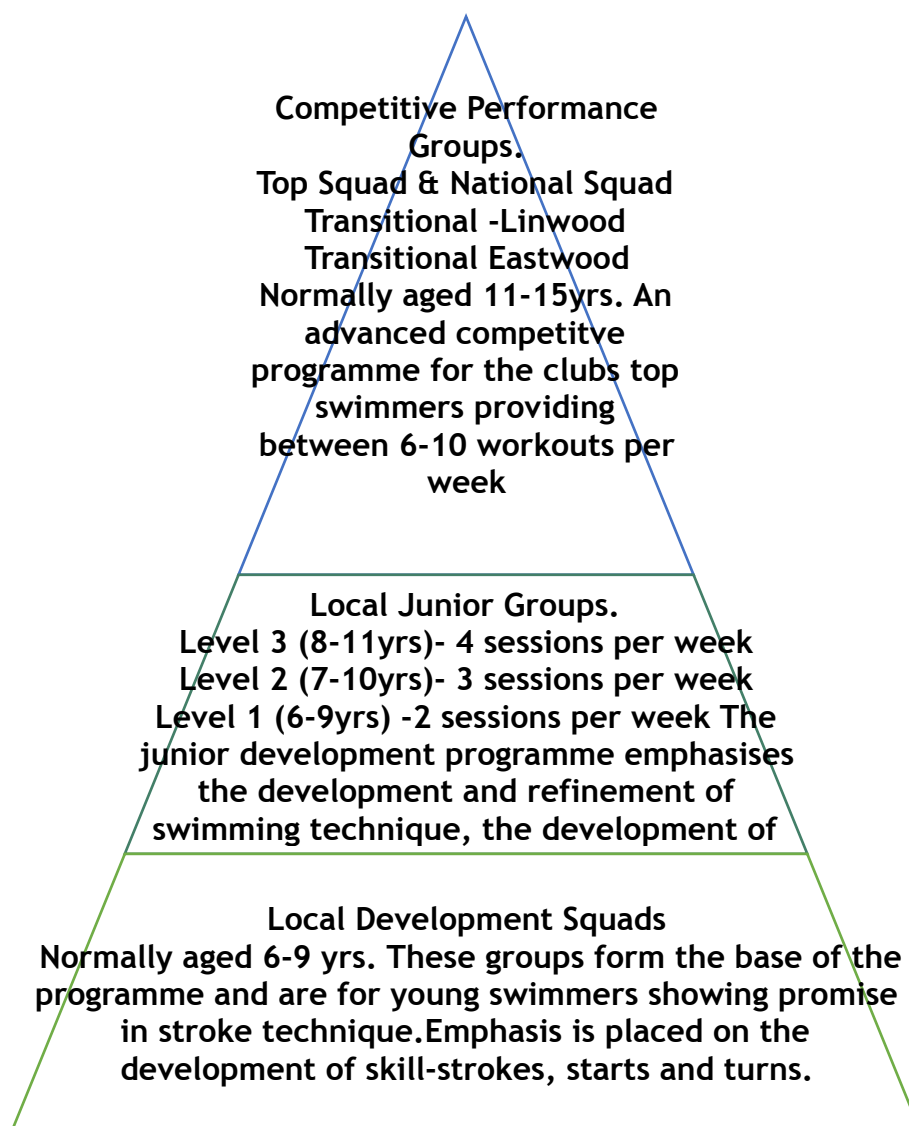 Competitive Performance
Groups.
Top Squad & National Squad
Transitional -Linwood
Transitional Eastwood
Normally aged 11-15yrs. An
advanced competitve
programme for the clubs top
swimmers providing
between 6-10 workouts per
week
Local Junior Groups.
Level 3 (8-11yrs)- 4 sessions per week
Level 2 (7-10yrs)- 3 sessions per week
Level 1 (6-9yrs) -2 sessions per week The
junior development programme emphasises
the development and refinement of
swimming technique, the development of
Local Development Squads
Normally aged 6-9 yrs. These groups form the base of the
programme and are for young swimmers showing promise
in stroke technique.Emphasis is placed on the
development of skill-strokes, starts and turns.